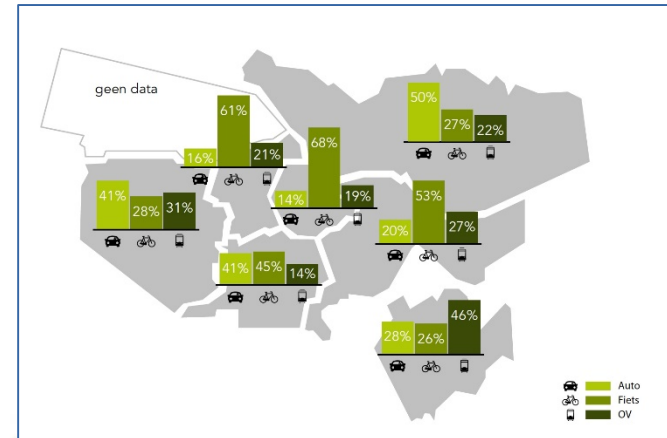 geen data
50% 27% 22%
16% 61% 21%
14% 68% 19%
41% 28% 31%
20% 53% 27%
41% 45% 14%
28% 26% 46%
Auto
Fiets
OV